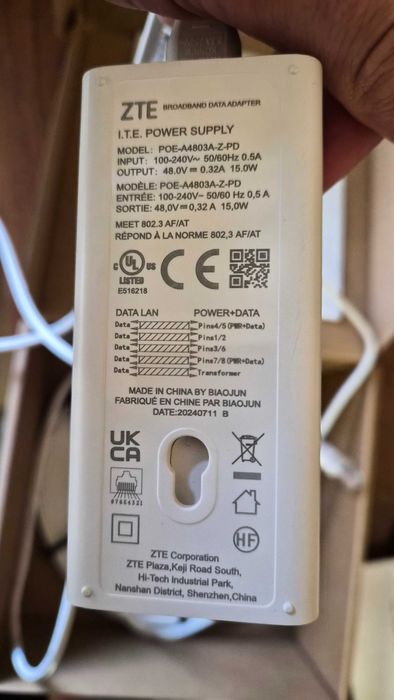 ZTE BROADBAND DATA ADAPTER
I.T.E. POWER SUPPLY
MODEL: POE-A4803A-Z-PD
INPUT: 100-240V~ 50/60Hz 0.5A
OUTPUT: 48.0V⎓0.32A 15.0W
MODÈLE: POE-A4803A-Z-PD
ENTRÉE: 100-240V~ 50/60 Hz 0,5 A
SORTIE: 48,0V⎓0,32 A 15,0W
MEET 802.3 AF/AT
RÉPOND À LA NORME 802,3 AF/AT
C UL US
LISTED
E516218
CE
DATA LAN POWER+DATA
Data Pins4/5(PWR+Data)
Data Pins1/2
Data Pins3/6
Data Pins7/8(PWR+Data)
Data Transformer
MADE IN CHINA BY BIAOJUN
FABRIQUÉ EN CHINE PAR BIAOJUN
DATE:20240711 B
UK
CA
87654321
HF
ZTE Corporation
ZTE Plaza,Keji Road South,
Hi-Tech Industrial Park,
Nanshan District, Shenzhen,China